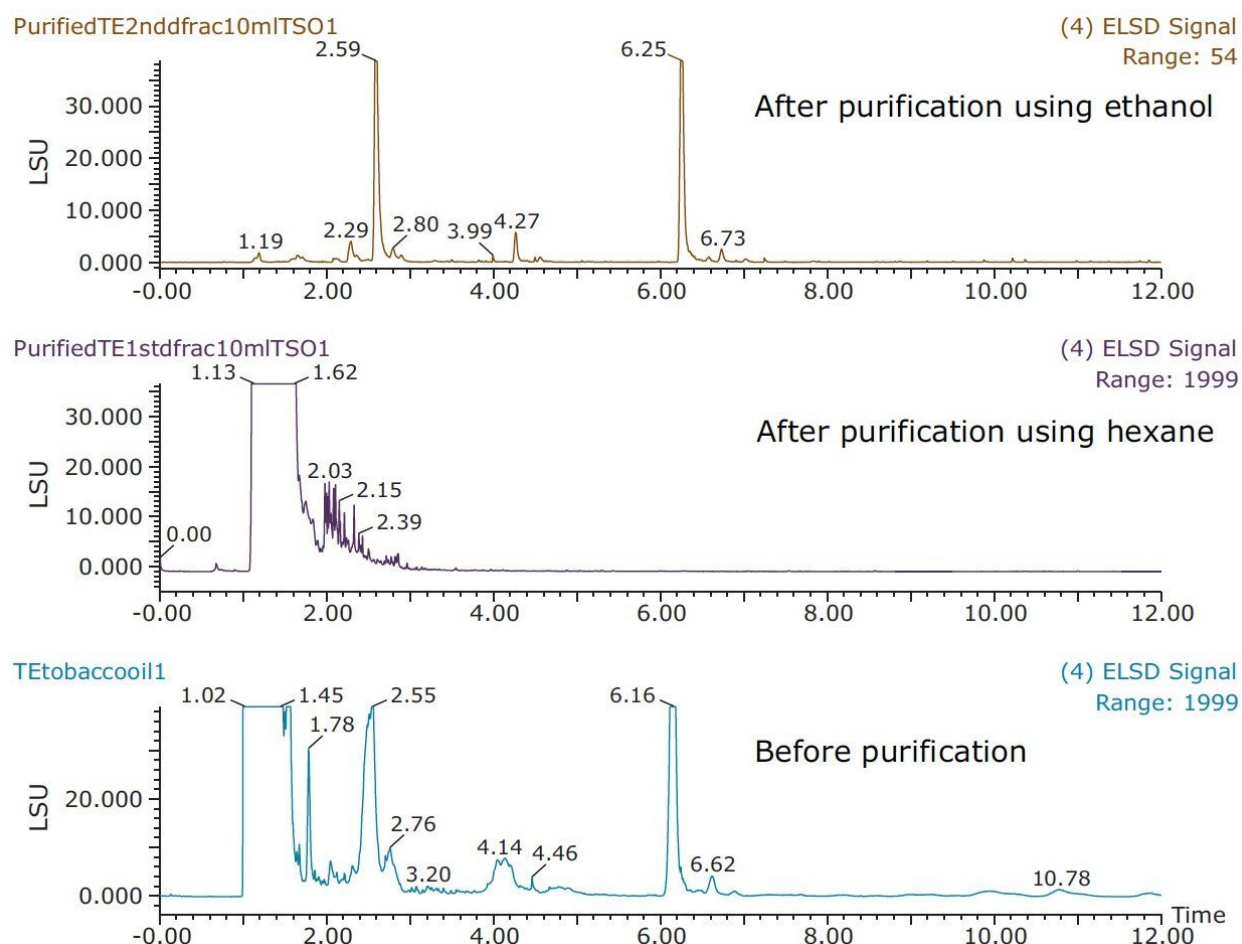 PurifiedTE2nddfrac10mlTSO1
(4) ELSD Signal
Range: 54
After purification using ethanol
2.59
6.25
30.000
20.000
10.000
0.000
LSU
1.19
2.29
2.80
3.99
4.27
6.73
-0.00 2.00 4.00 6.00 8.00 10.00 12.00
PurifiedTE1stdfrac10mlTSO1
(4) ELSD Signal
Range: 1999
After purification using hexane
1.13
1.62
30.000
20.000
10.000
0.000
LSU
0.00
2.03
2.15
2.39
-0.00 2.00 4.00 6.00 8.00 10.00 12.00
TEtobaccooil1
(4) ELSD Signal
Range: 1999
Before purification
1.02
1.45
2.55
6.16
1.78
20.000
0.000
LSU
2.76
3.20
4.14
4.46
6.62
10.78
Time
-0.00 2.00 4.00 6.00 8.00 10.00 12.00